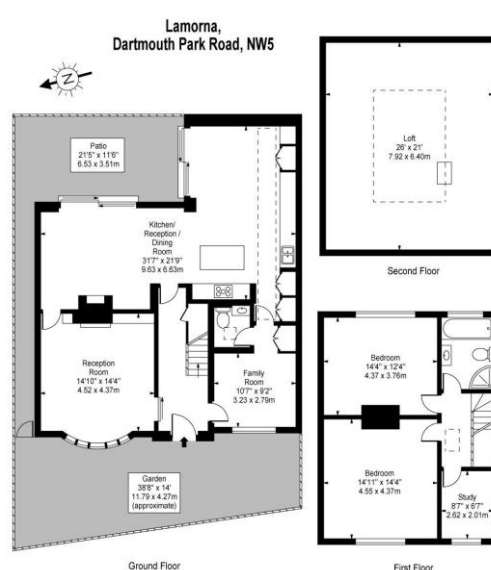 Lamorna,
Dartmouth Park Road, NW5
N
Patio
21'5" x 11'6"
6.53 x 3.51m
Kitchen/
Reception /
Dining
Room
31'7" x 21'9"
9.63 x 6.63m
Reception
Room
14'10" x 14'4"
4.52 x 4.37m
Family
Room
10'7" x 9'2"
3.23 x 2.79m
Garden
38'8" x 14'
11.79 x 4.27m
(approximate)
Ground Floor
Loft
26' x 21'
7.92 x 6.40m
Second Floor
Bedroom
14'4" x 12'4"
4.37 x 3.76m
Bedroom
14'11" x 14'4"
4.55 x 4.37m
Study
8'7" x 6'7"
2.62 x 2.01m
First Floor